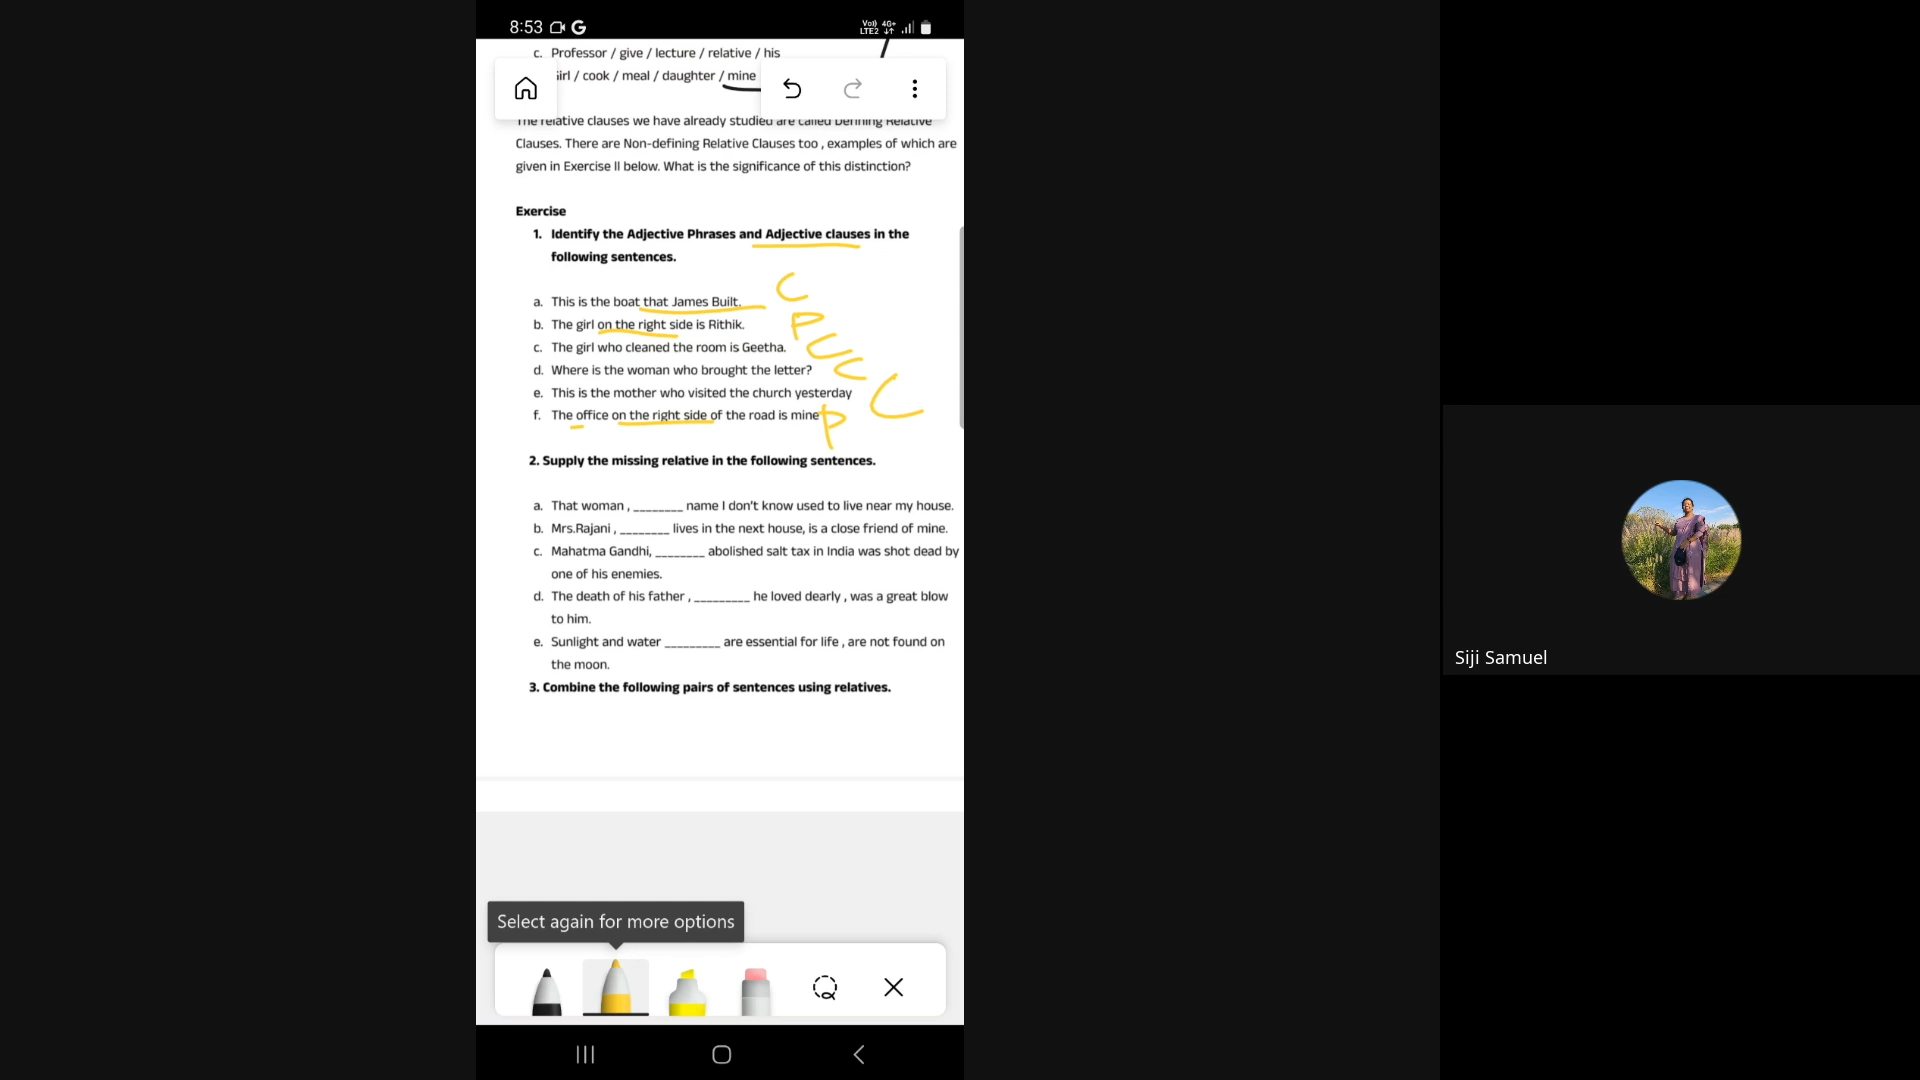 8:53
Vo)) 4G+
LTE2
c. Professor / give / lecture / relative / his
girl / cook / meal / daughter / mine
The relative clauses we have already studied are called Defining Relative
Clauses. There are Non-defining Relative Clauses too , examples of which are
given in Exercise II below. What is the significance of this distinction?
Exercise
1. Identify the Adjective Phrases and Adjective clauses in the
following sentences.
C
a. This is the boat that James Built.
b. The girl on the right side is Rithik. P
c. The girl who cleaned the room is Geetha. C
d. Where is the woman who brought the letter? C
e. This is the mother who visited the church yesterday C
f. The office on the right side of the road is mine P
2. Supply the missing relative in the following sentences.
a. That woman , ________ name I don't know used to live near my house.
b. Mrs.Rajani , ________ lives in the next house, is a close friend of mine.
c. Mahatma Gandhi, ________ abolished salt tax in India was shot dead by
one of his enemies.
d. The death of his father , _________ he loved dearly , was a great blow
to him.
e. Sunlight and water _________ are essential for life , are not found on
the moon.
3. Combine the following pairs of sentences using relatives.
Select again for more options
Siji Samuel